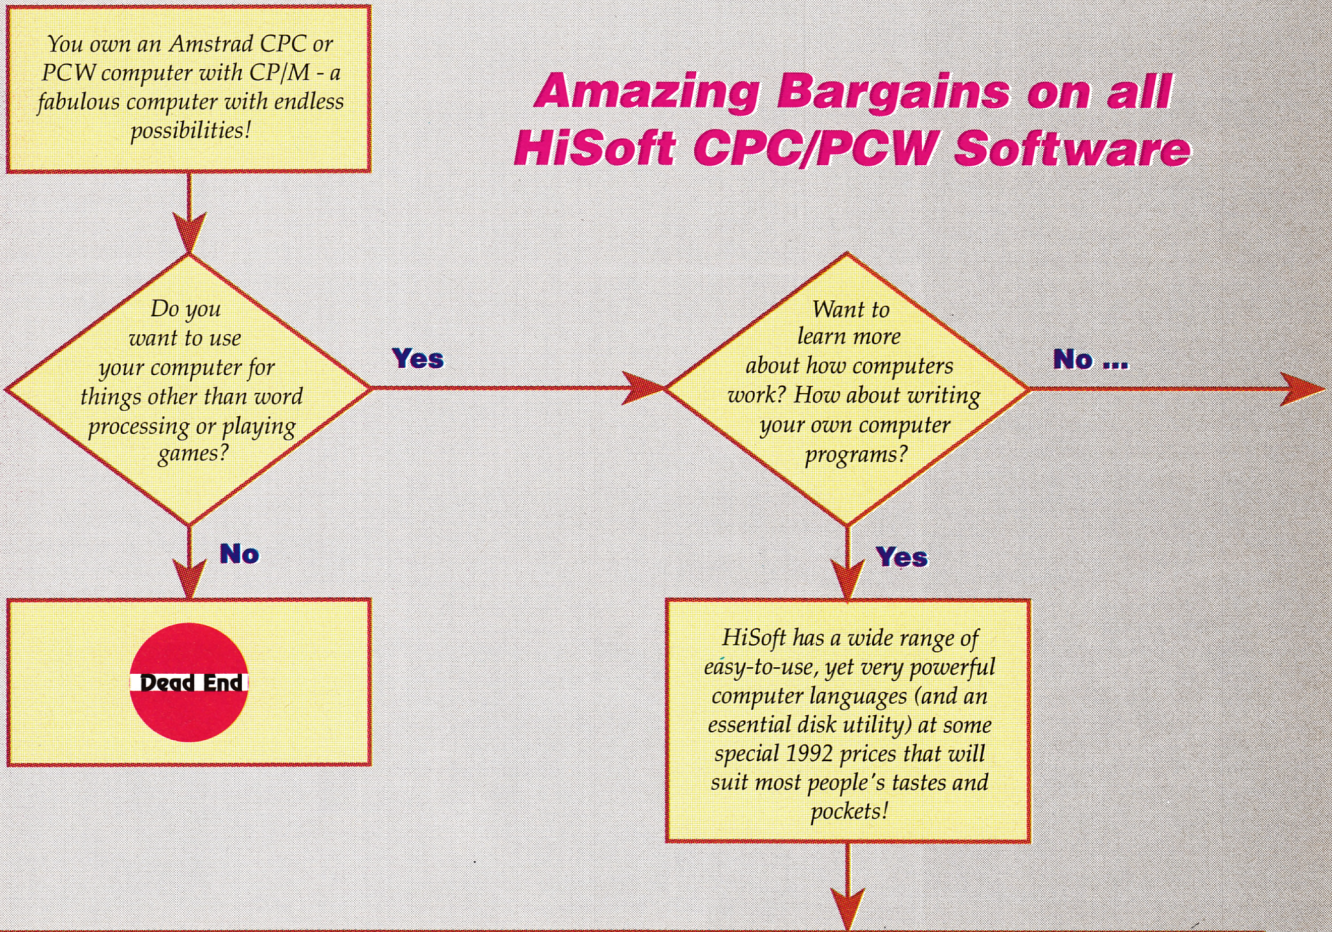 You own an Amstrad CPC or
PCW computer with CP/M - a
fabulous computer with endless
possibilities!
Amazing Bargains on all
HiSoft CPC/PCW Software
Do you
want to use
your computer for
things other than word
processing or playing
games?
Yes
Want to
learn more
about how computers
work? How about writing
your own computer
programs?
No ...
No
Yes
Dead End
HiSoft has a wide range of
easy-to-use, yet very powerful
computer languages (and an
essential disk utility) at some
special 1992 prices that will
suit most people's tastes and
pockets!